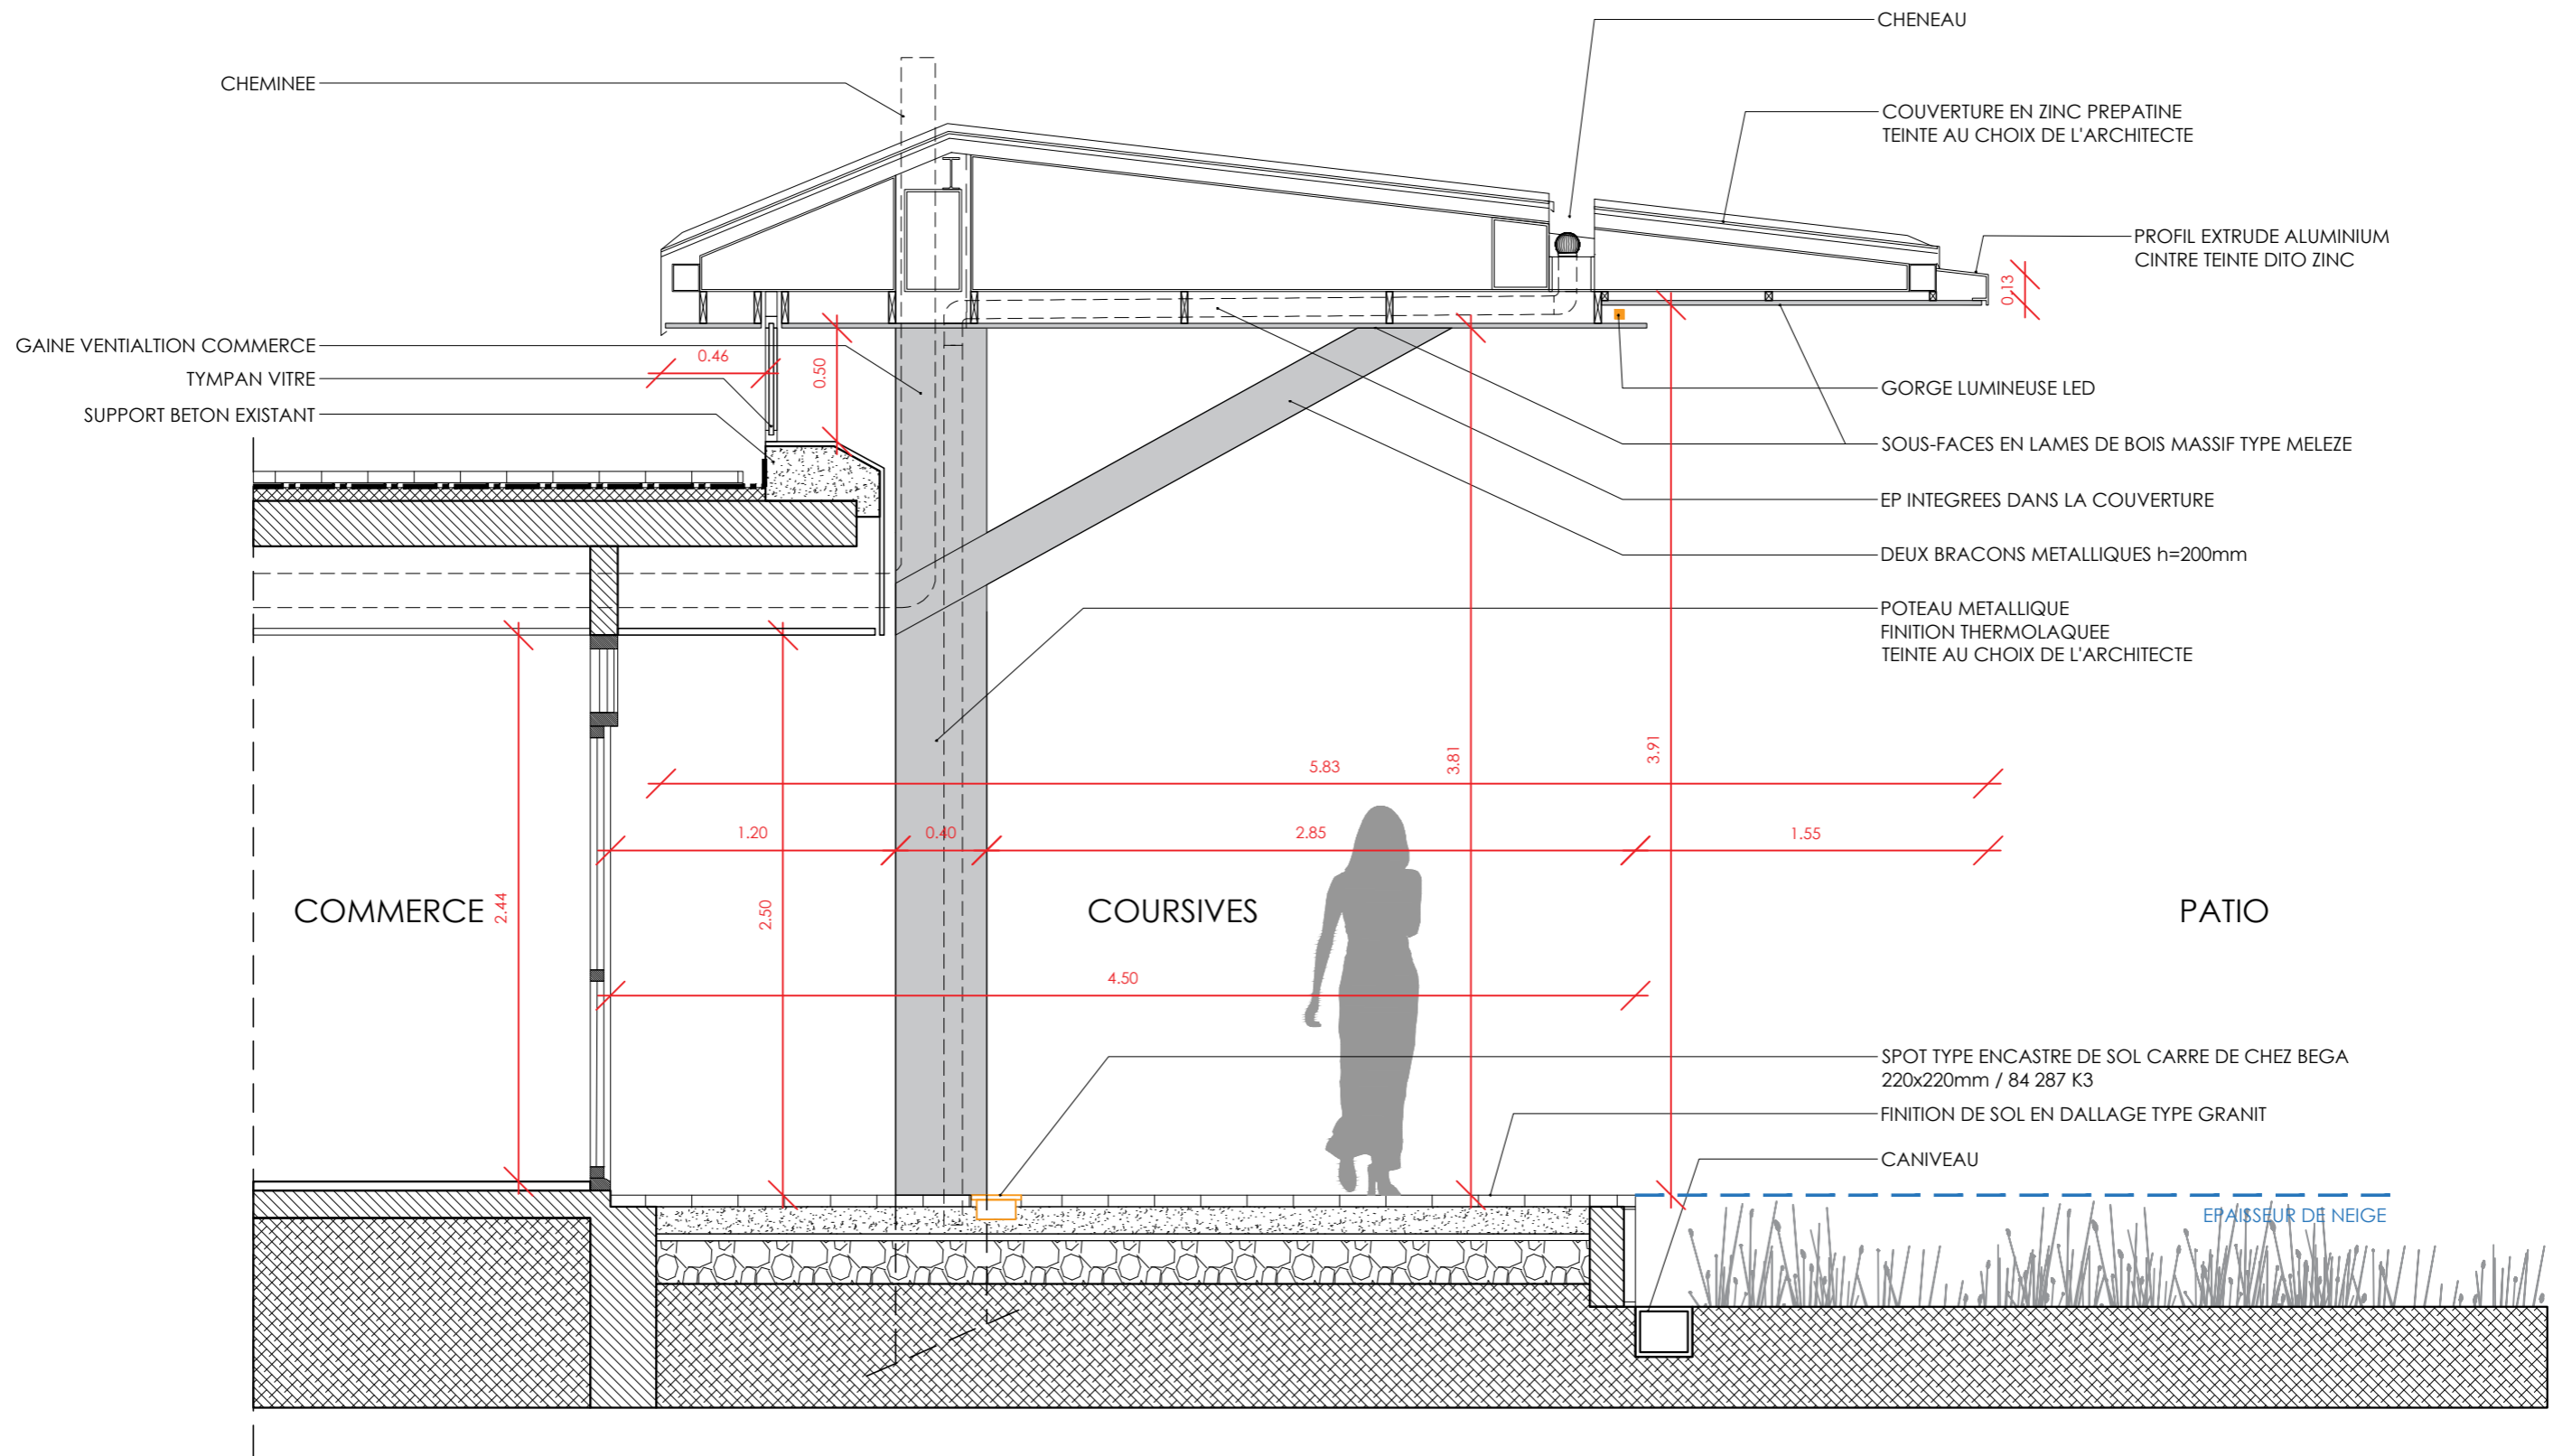 CHENEAU
CHEMINEE
COUVERTURE EN ZINC PREPATINE
TEINTE AU CHOIX DE L'ARCHITECTE
PROFIL EXTRUDE ALUMINIUM
CINTRE TEINTE DITO ZINC
0.13
GAINE VENTIALTION COMMERCE
0.46
0.50
TYMPAN VITRE
GORGE LUMINEUSE LED
SUPPORT BETON EXISTANT
SOUS-FACES EN LAMES DE BOIS MASSIF TYPE MELEZE
EP INTEGREES DANS LA COUVERTURE
DEUX BRACONS METALLIQUES h=200mm
POTEAU METALLIQUE
FINITION THERMOLAQUEE
TEINTE AU CHOIX DE L'ARCHITECTE
5.83
3.81
3.91
1.20
0.40
2.85
1.55
COMMERCE
2.44
2.50
COURSIVES
PATIO
4.50
SPOT TYPE ENCASTRE DE SOL CARRE DE CHEZ BEGA
220x220mm / 84 287 K3
FINITION DE SOL EN DALLAGE TYPE GRANIT
CANIVEAU
EPAISSEUR DE NEIGE